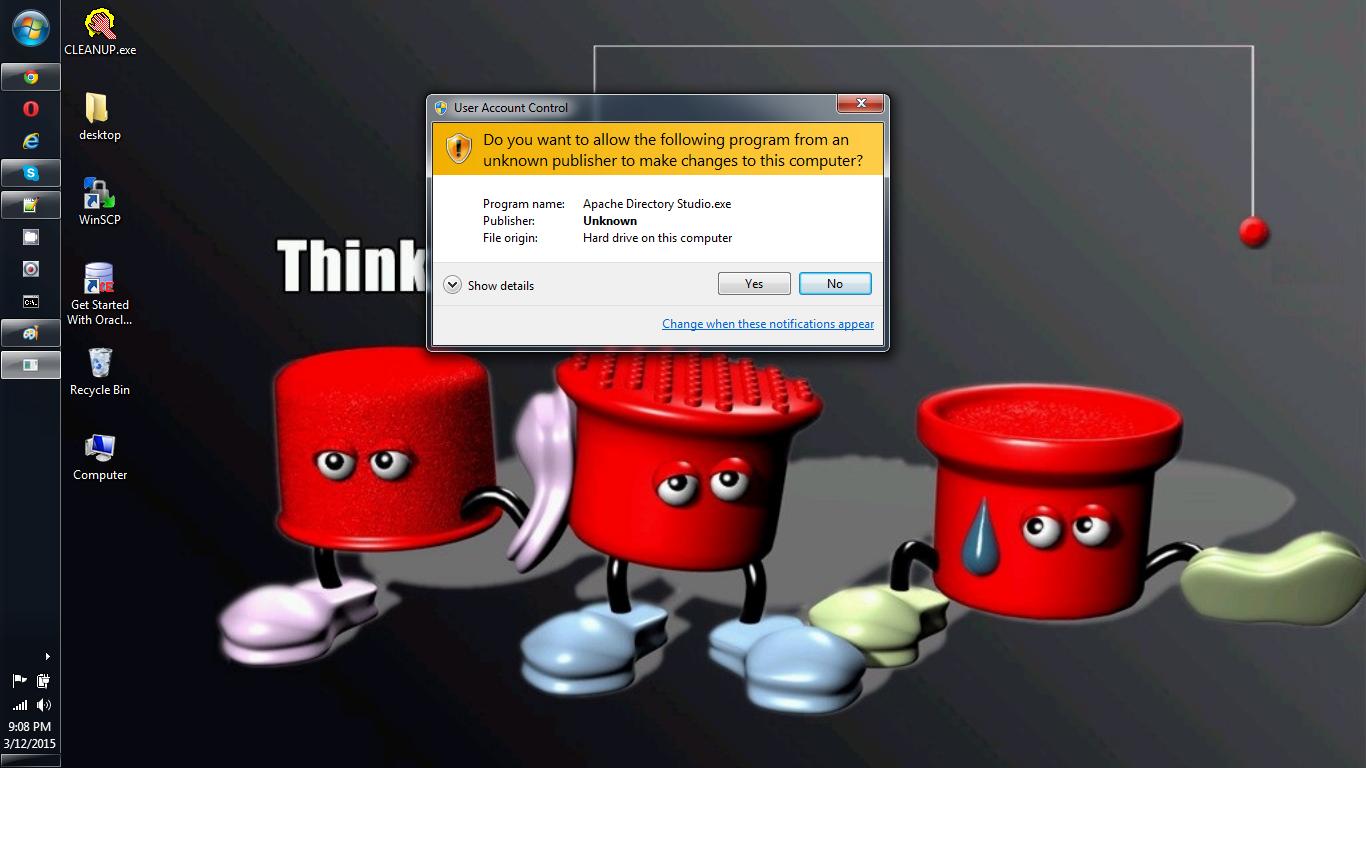 CLEANUP.exe
desktop
WinSCP
Get Started
With Oracl...
Recycle Bin
Computer
User Account Control
Do you want to allow the following program from an
unknown publisher to make changes to this computer?
Program name: Apache Directory Studio.exe
Publisher: Unknown
File origin: Hard drive on this computer
Show details
Yes
No
Change when these notifications appear
Think
9:08 PM
3/12/2015